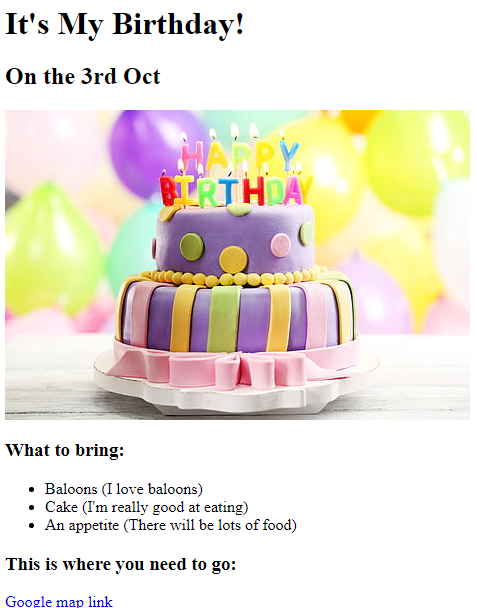 It's My Birthday!
On the 3rd Oct
HAPPY
BIRTHDAY
What to bring:
Baloons (I love baloons)
Cake (I'm really good at eating)
An appetite (There will be lots of food)
This is where you need to go:
Google map link